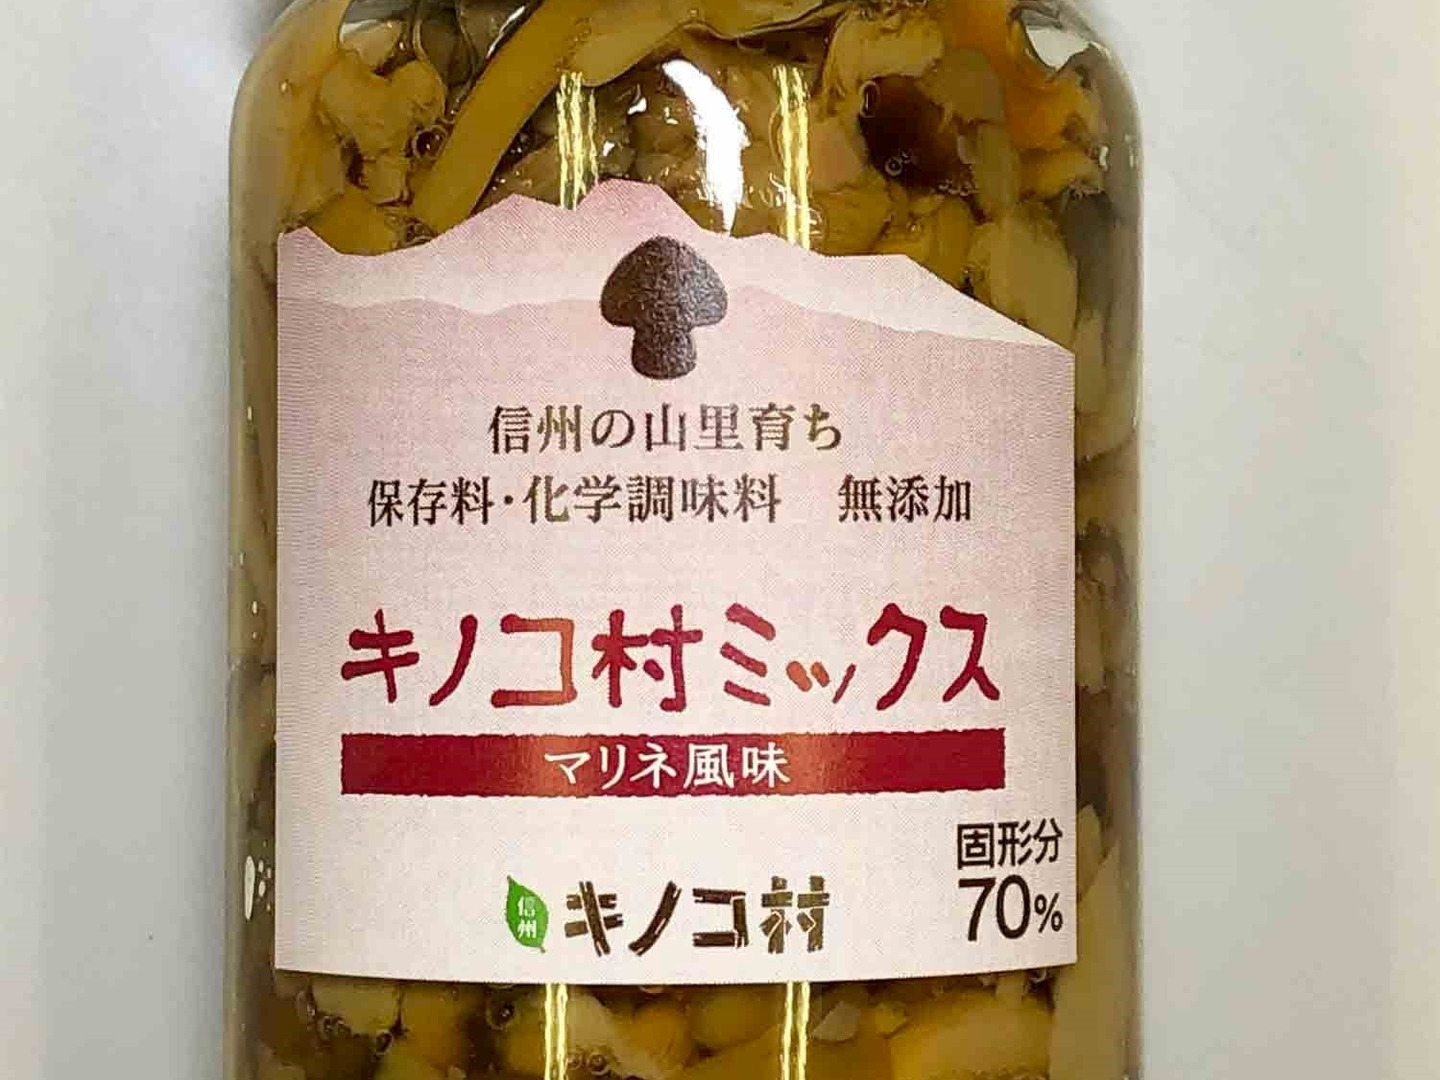 信州の山里育ち
保存料・化学調味料　無添加
キノコ村ミックス
マリネ風味
固形分
70%
信州
キノコ村